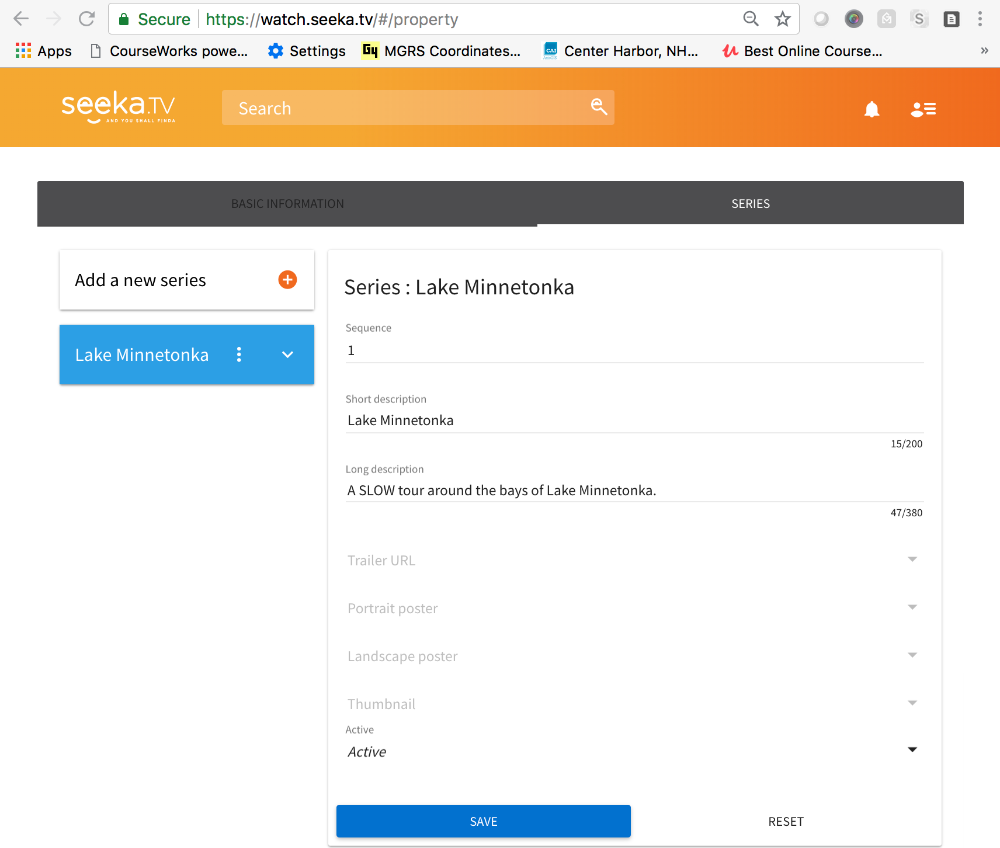 Secure https://watch.seeka.tv/#/property
Apps CourseWorks powe... Settings Gy MGRS Coordinates... CAI AxisGIS Center Harbor, NH... Best Online Course...
seeka.TV
AND YOU SHALL FINDA
Search
BASIC INFORMATION SERIES
Add a new series
Lake Minnetonka
Series : Lake Minnetonka
Sequence
1
Short description
Lake Minnetonka
15/200
Long description
A SLOW tour around the bays of Lake Minnetonka.
47/380
Trailer URL
Portrait poster
Landscape poster
Thumbnail
Active
Active
SAVE RESET